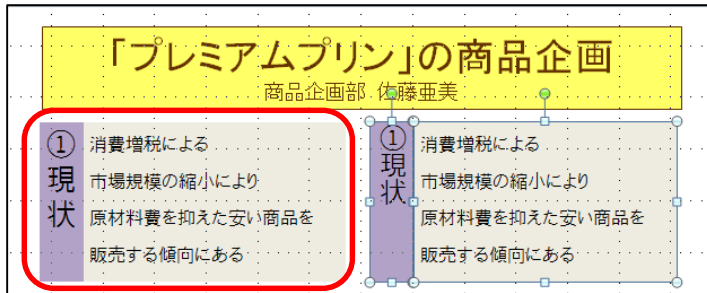 「プレミアムプリン」の商品企画
商品企画部 佐藤亜美
①現状
消費増税による
市場規模の縮小により
原材料費を抑えた安い商品を
販売する傾向にある
①現状
消費増税による
市場規模の縮小により
原材料費を抑えた安い商品を
販売する傾向にある